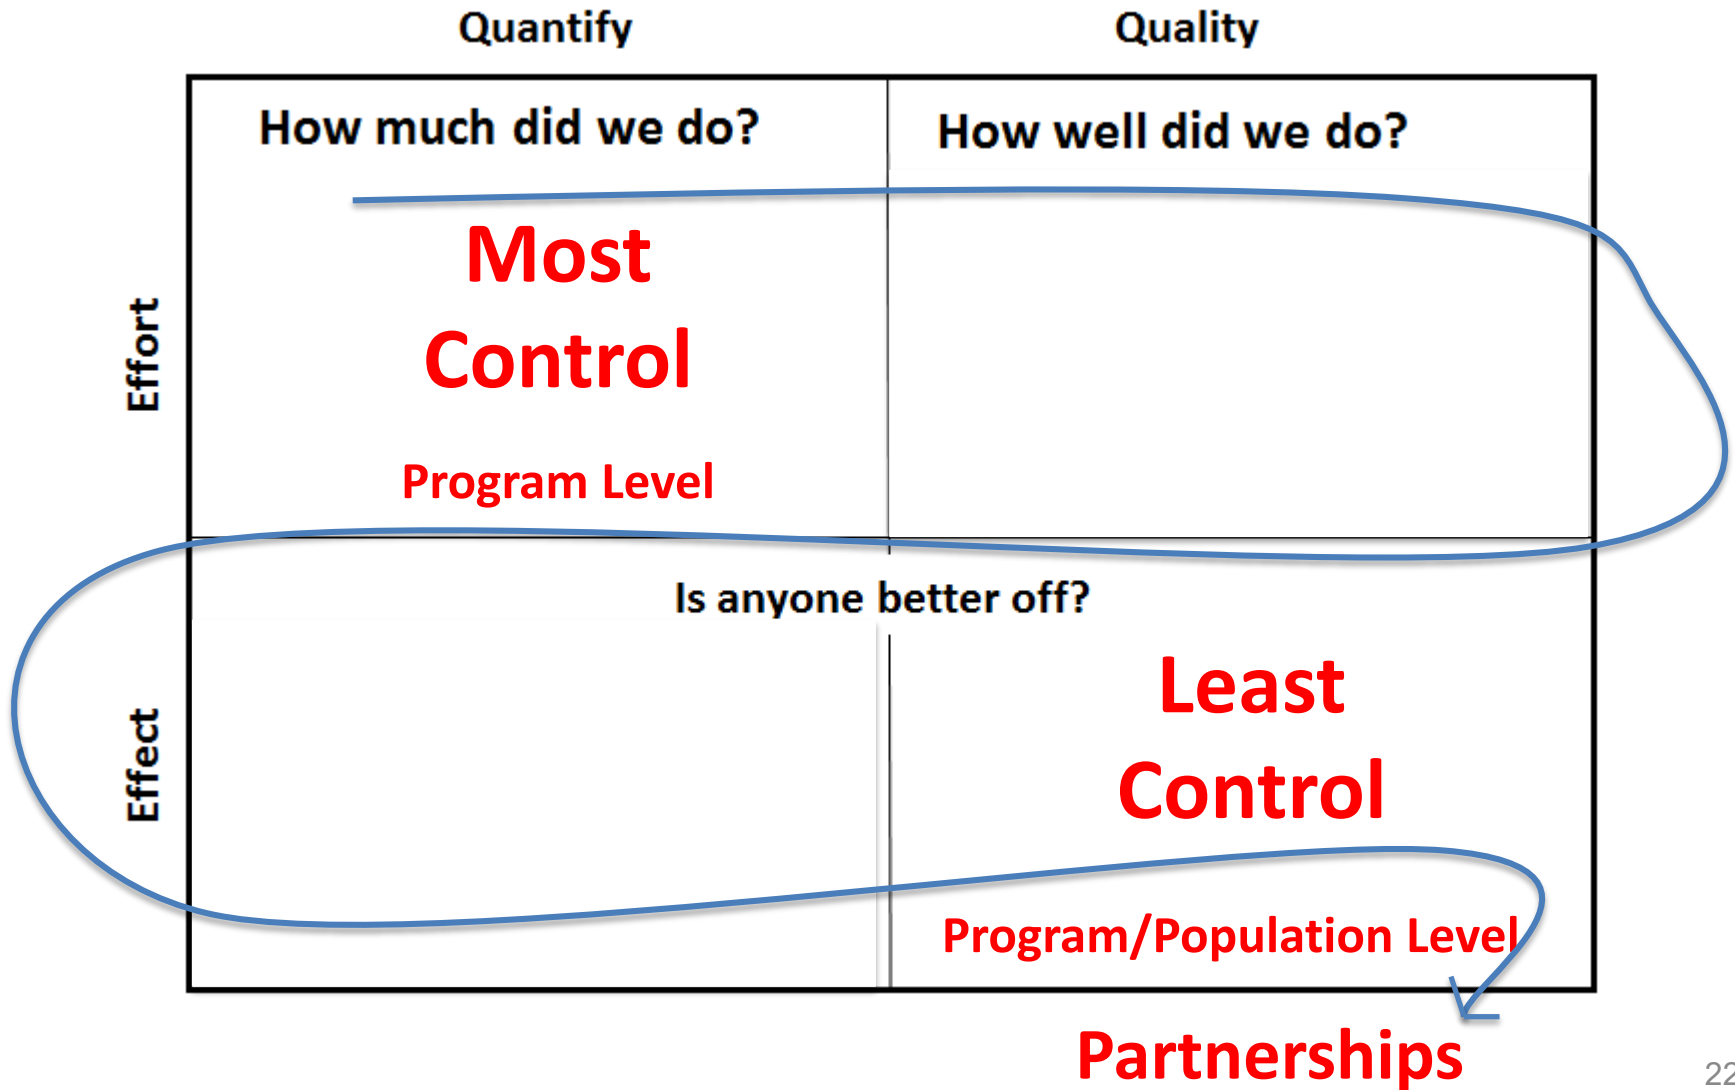 Quantify
Quality
How much did we do?
How well did we do?
Effort
Most
Control
Program Level
Is anyone better off?
Effect
Least
Control
Program/Population Level
Partnerships
22